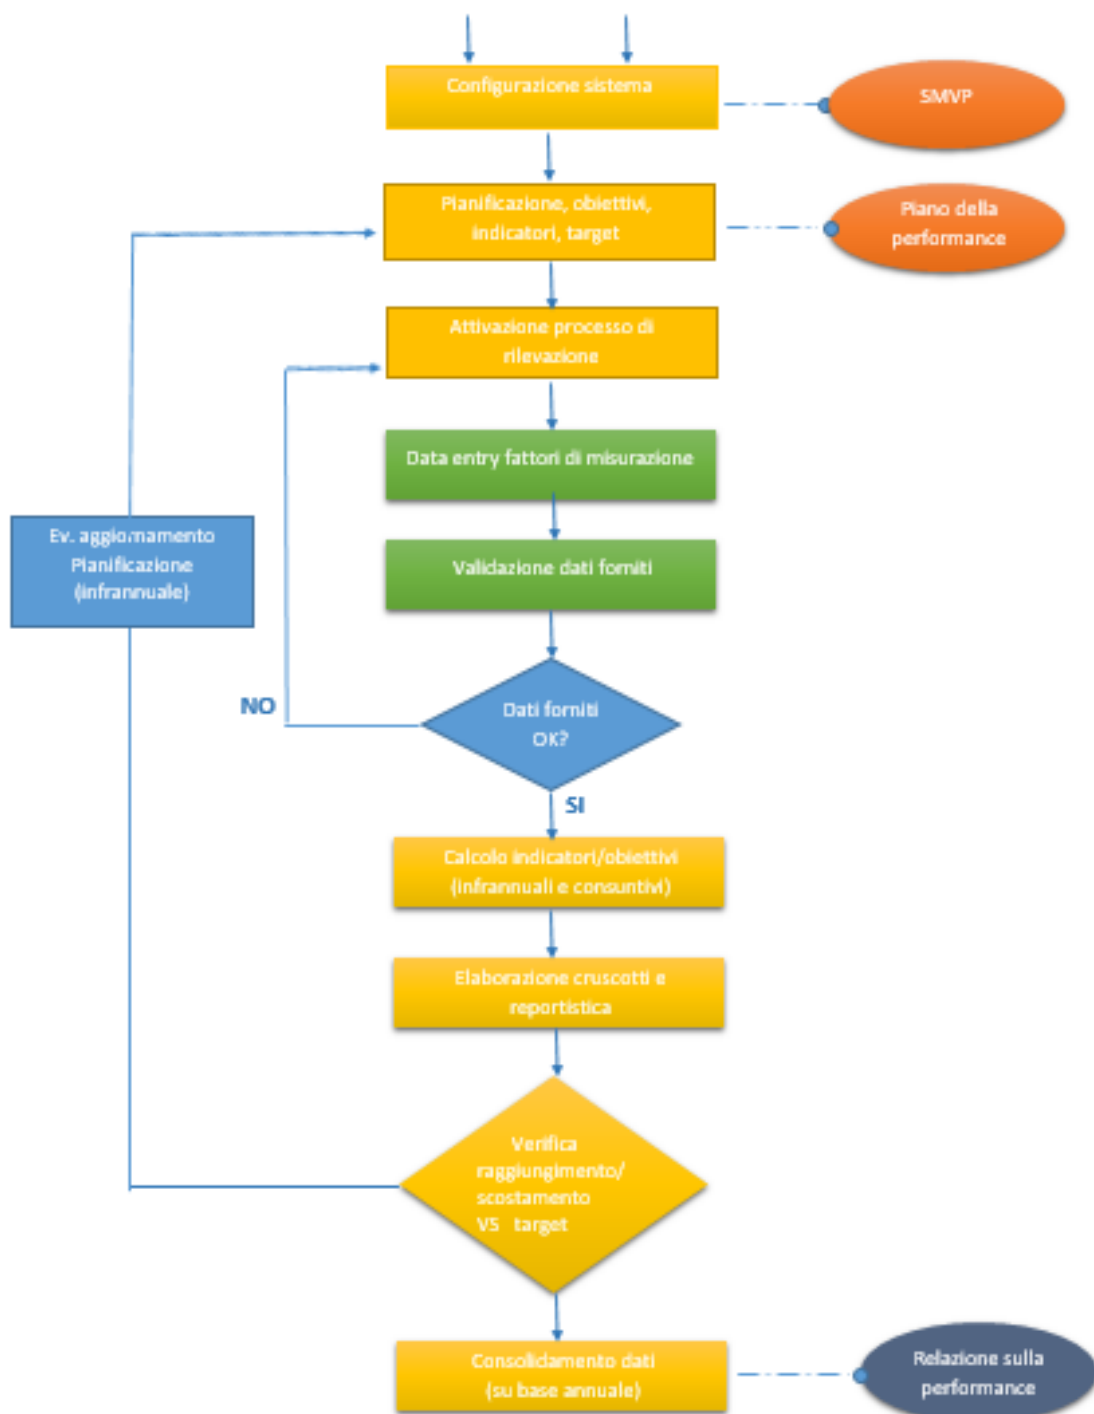 Configurazione sistema
SMVP
Pianificazione, obiettivi,
indicatori, target
Piano della
performance
Attivazione processo di
rilevazione
Data entry fattori di misurazione
Ev. aggiornamento
Pianificazione
(infrannuale)
Validazione dati forniti
NO
Dati forniti
OK?
SI
Calcolo indicatori/obiettivi
(infrannuali e consuntivi)
Elaborazione cruscotti e
reportistica
Verifica
raggiungimento/
scostamento
VS target
Consolidamento dati
(su base annuale)
Relazione sulla
performance